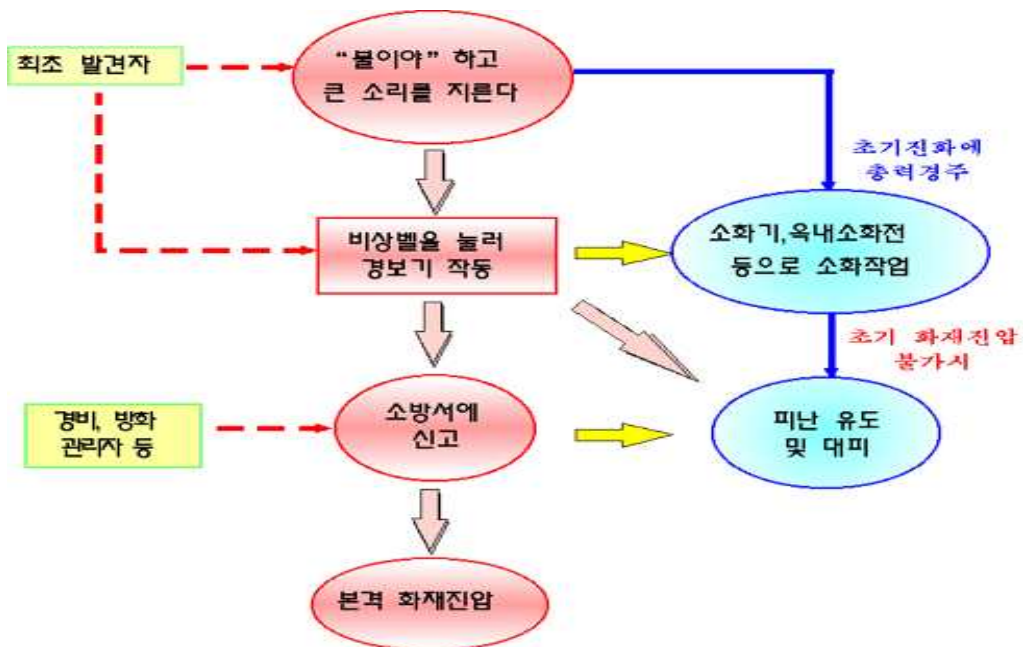 최초 발견자
“불이야” 하고
큰 소리를 지른다
초기진화에
총력경주
비상벨을 눌러
경보기 작동
소화기,옥내소화전
등으로 소화작업
초기 화재진압
불가시
경비, 방화
관리자 등
소방서에
신고
피난 유도
및 대피
본격 화재진압